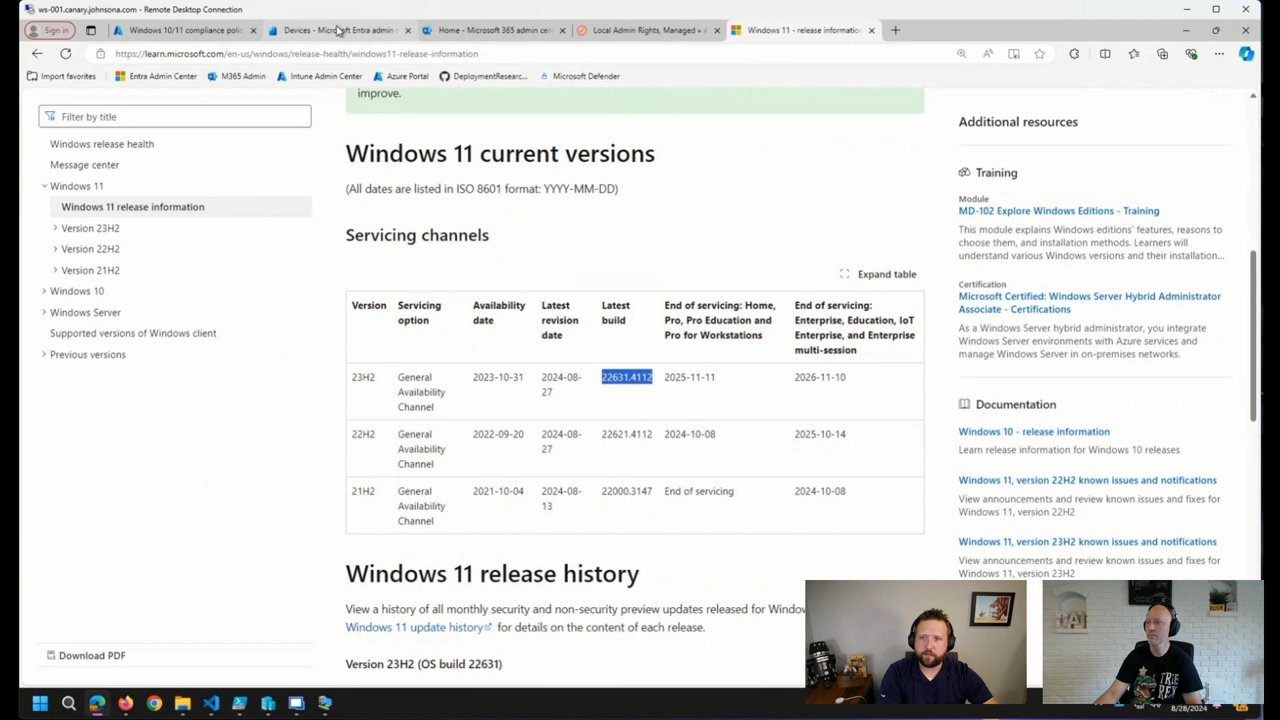 ws-001.canary.johnsona.com - Remote Desktop Connection
Sign in
Windows 10/11 compliance polic
Devices - Microsoft Entra admin c
Home - Microsoft 365 admin cen
Local Admin Rights, Managed » A
Windows 11 - release information
https://learn.microsoft.com/en-us/windows/release-health/windows11-release-information
Import favorites
Entra Admin Center
M365 Admin
Intune Admin Center
Azure Portal
DeploymentResearc...
Microsoft Defender
Filter by title
Windows release health
Message center
Windows 11
Windows 11 release information
Version 23H2
Version 22H2
Version 21H2
Windows 10
Windows Server
Supported versions of Windows client
Previous versions
Download PDF
improve.
Windows 11 current versions
(All dates are listed in ISO 8601 format: YYYY-MM-DD)
Servicing channels
Expand table
Version
Servicing
option
Availability
date
Latest
revision
date
Latest
build
End of servicing: Home,
Pro, Pro Education and
Pro for Workstations
End of servicing:
Enterprise, Education, IoT
Enterprise, and Enterprise
multi-session
23H2
General
Availability
Channel
2023-10-31
2024-08-
27
22631.4112
2025-11-11
2026-11-10
22H2
General
Availability
Channel
2022-09-20
2024-08-
27
22621.4112
2024-10-08
2025-10-14
21H2
General
Availability
Channel
2021-10-04
2024-08-
13
22000.3147
End of servicing
2024-10-08
Windows 11 release history
View a history of all monthly security and non-security preview updates released for Window
Windows 11 update history for details on the content of each release.
Version 23H2 (OS build 22631)
Additional resources
Training
Module
MD-102 Explore Windows Editions - Training
This module explains Windows editions' features, reasons to
choose them, and installation methods. Learners will
understand various Windows versions and their installation...
Certification
Microsoft Certified: Windows Server Hybrid Administrator
Associate - Certifications
As a Windows Server hybrid administrator, you integrate
Windows Server environments with Azure services and
manage Windows Server in on-premises networks.
Documentation
Windows 10 - release information
Learn release information for Windows 10 releases
Windows 11, version 22H2 known issues and notifications
View announcements and review known issues and fixes for
Windows 11, version 22H2
Windows 11, version 23H2 known issues and notifications
View announcements and review known issues and fixes for
Windows 11, version 23H2
8/28/2024